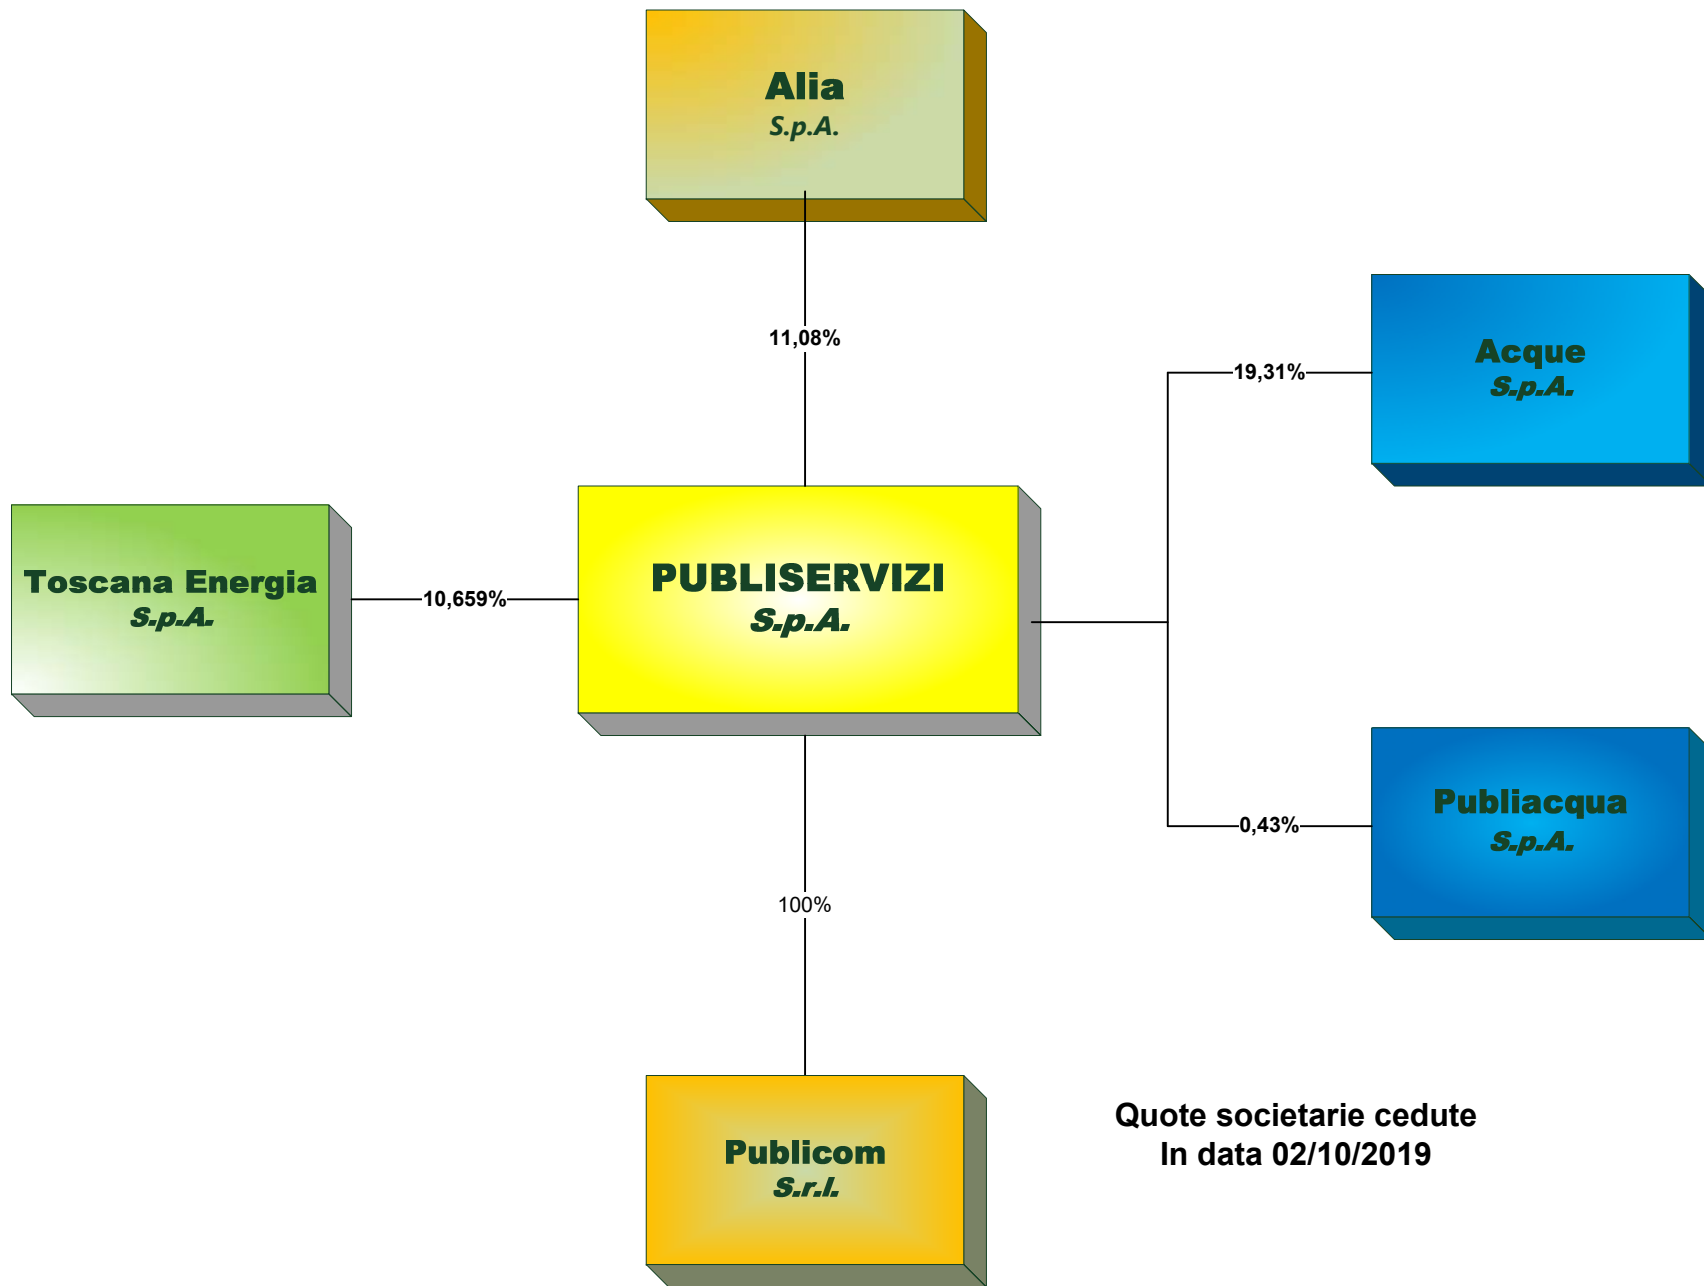 Alia
S.p.A.
11,08%
19,31%
Acque
S.p.A.
Toscana Energia
S.p.A.
10,659%
PUBLISERVIZI
S.p.A.
0,43%
Publiacqua
S.p.A.
100%
Publicom
S.r.l.
Quote societarie cedute
In data 02/10/2019